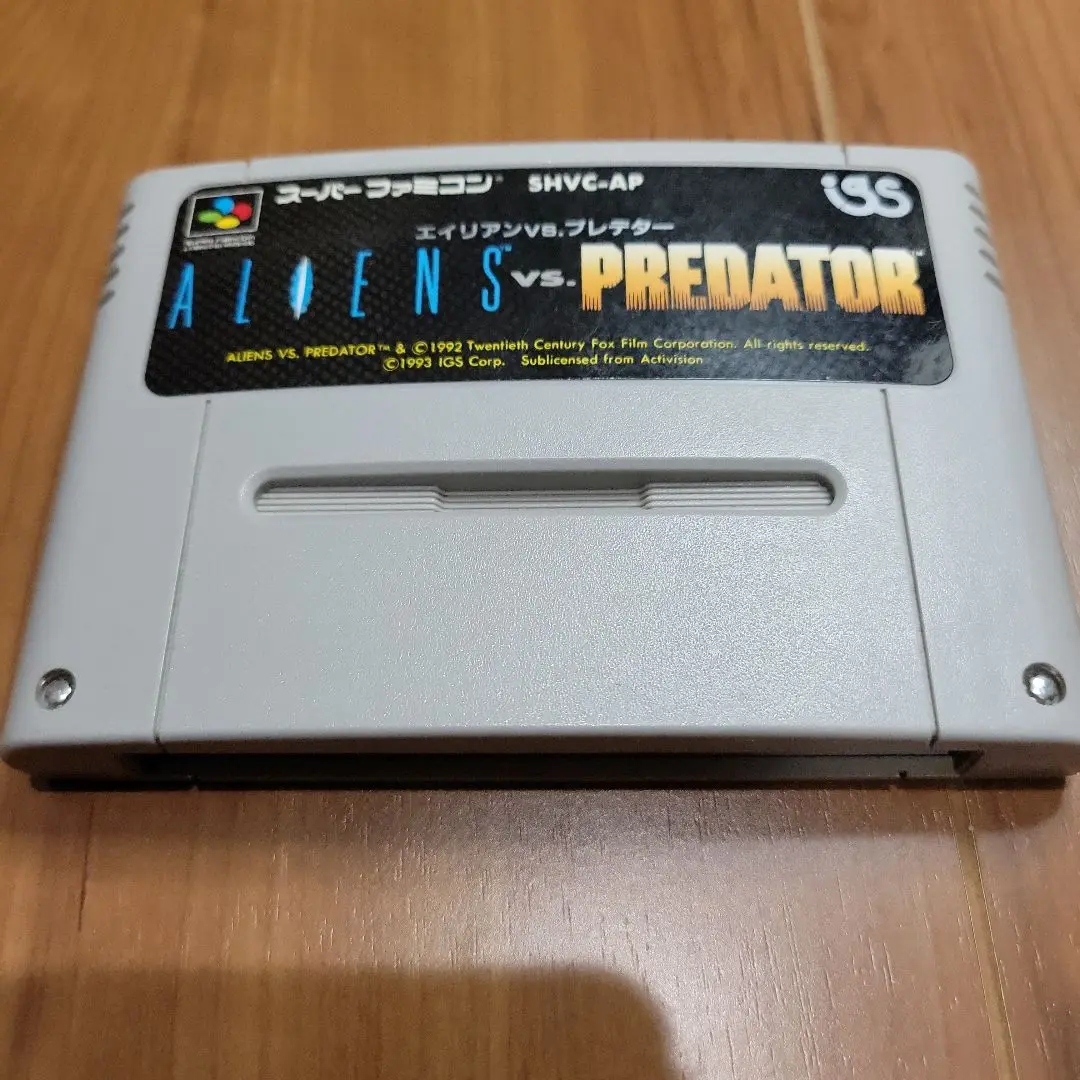 スーパーファミコン SHVC-AP
igs
エイリアンvs.プレデター
ALIENS™ vs. PREDATOR™
ALIENS VS. PREDATOR™ & ©1992 Twentieth Century Fox Film Corporation. All rights reserved.
©1993 IGS Corp. Sublicensed from Activision